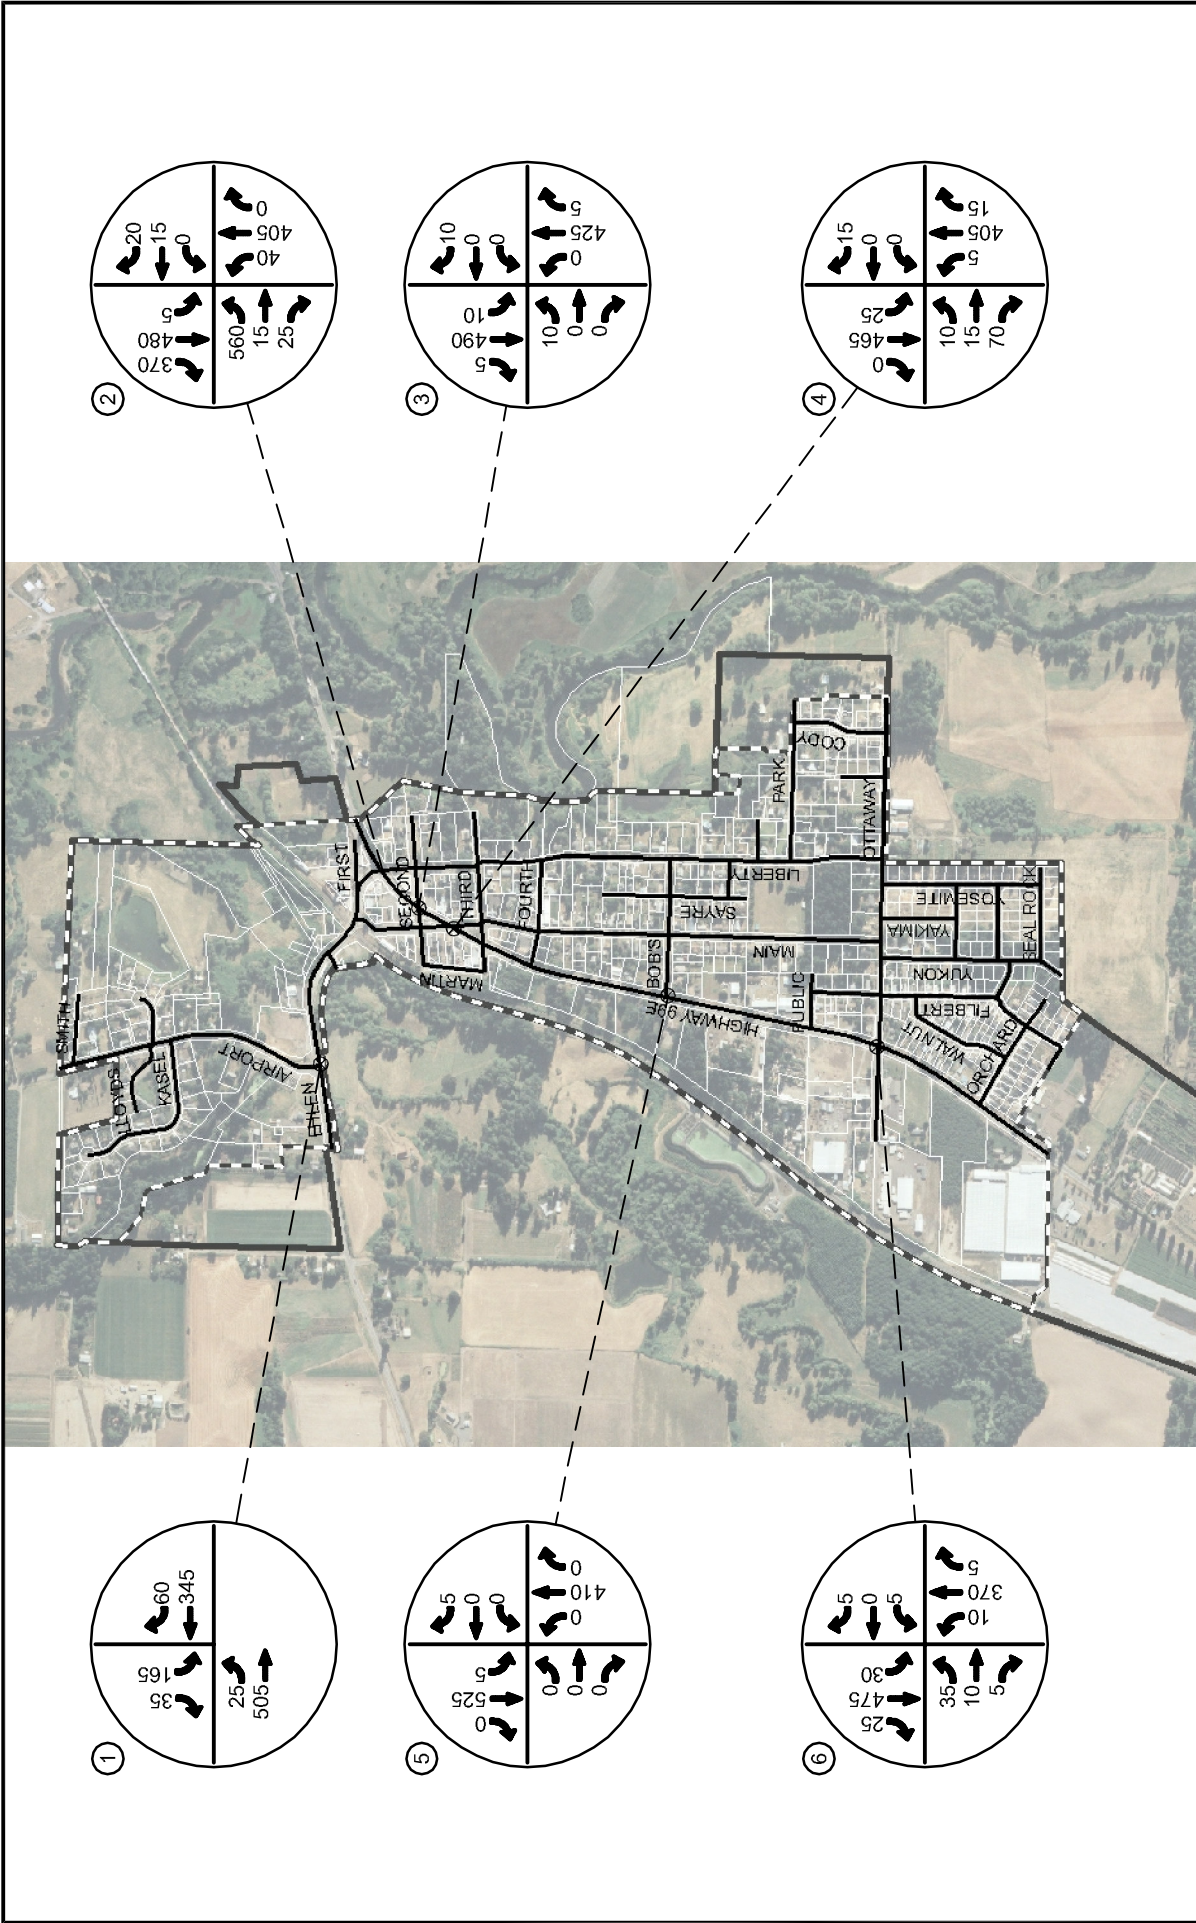 2
20
15
0
5
480
370
560
15
25
40
405
0
3
10
0
0
10
490
5
10
0
0
0
425
5
4
15
0
0
25
465
0
10
15
70
5
405
15
SMITH
LLOYDS
KASEL
AIRPORT
EHLEN
FIRST
SECOND
THIRD
FOURTH
MARTIN
BOB'S
HIGHWAY 99E
LIBERTY
SAYRE
MAIN
PUBLIC
PARK
CODY
OTTAWAY
YOSEMITE
YAKIMA
YUKON
FILBERT
WALNUT
ORCHARD
SEAL ROCK
1
60
345
165
35
25
505
5
5
0
0
5
525
0
0
0
0
0
410
0
6
5
0
5
30
475
25
35
10
5
10
370
5